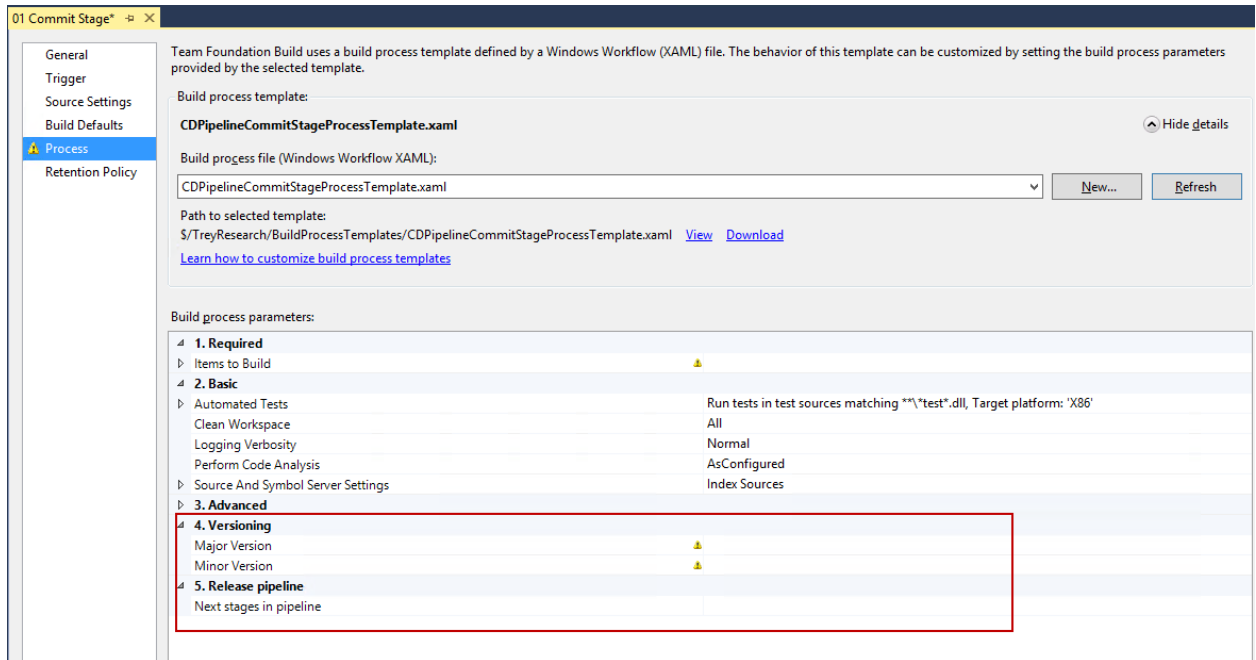 01 Commit Stage*
General
Trigger
Source Settings
Build Defaults
Process
Retention Policy
Team Foundation Build uses a build process template defined by a Windows Workflow (XAML) file. The behavior of this template can be customized by setting the build process parameters
provided by the selected template.
Build process template:
CDPipelineCommitStageProcessTemplate.xaml
Hide details
Build process file (Windows Workflow XAML):
CDPipelineCommitStageProcessTemplate.xaml
New...
Refresh
Path to selected template:
$/TreyResearch/BuildProcessTemplates/CDPipelineCommitStageProcessTemplate.xaml View Download
Learn how to customize build process templates
Build process parameters:
1. Required
Items to Build
2. Basic
Automated Tests Run tests in test sources matching **\*test*.dll, Target platform: 'X86'
Clean Workspace All
Logging Verbosity Normal
Perform Code Analysis AsConfigured
Source And Symbol Server Settings Index Sources
3. Advanced
4. Versioning
Major Version
Minor Version
5. Release pipeline
Next stages in pipeline